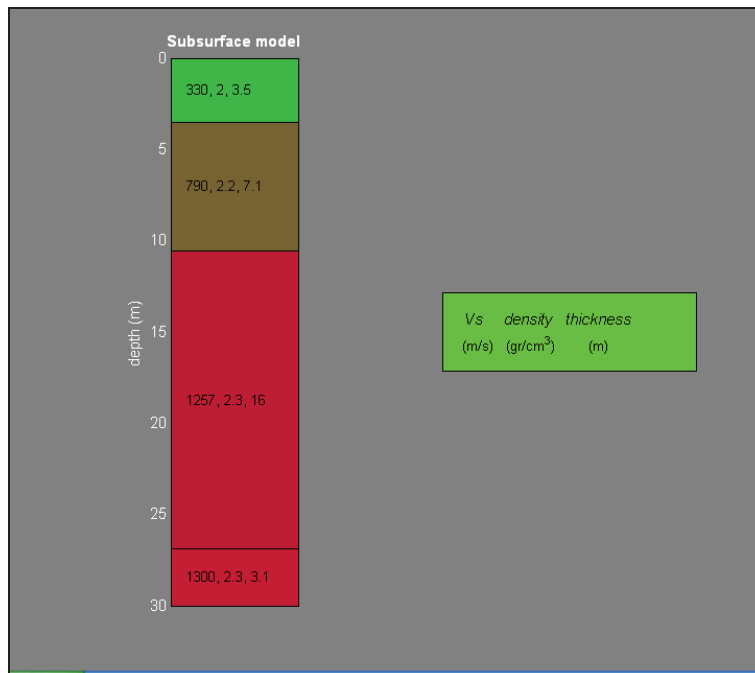 Subsurface model
0
330, 2, 3.5
5
790, 2.2, 7.1
10
depth (m)
15
1257, 2.3, 16
20
25
1300, 2.3, 3.1
30
Vs density thickness
(m/s) (gr/cm³) (m)